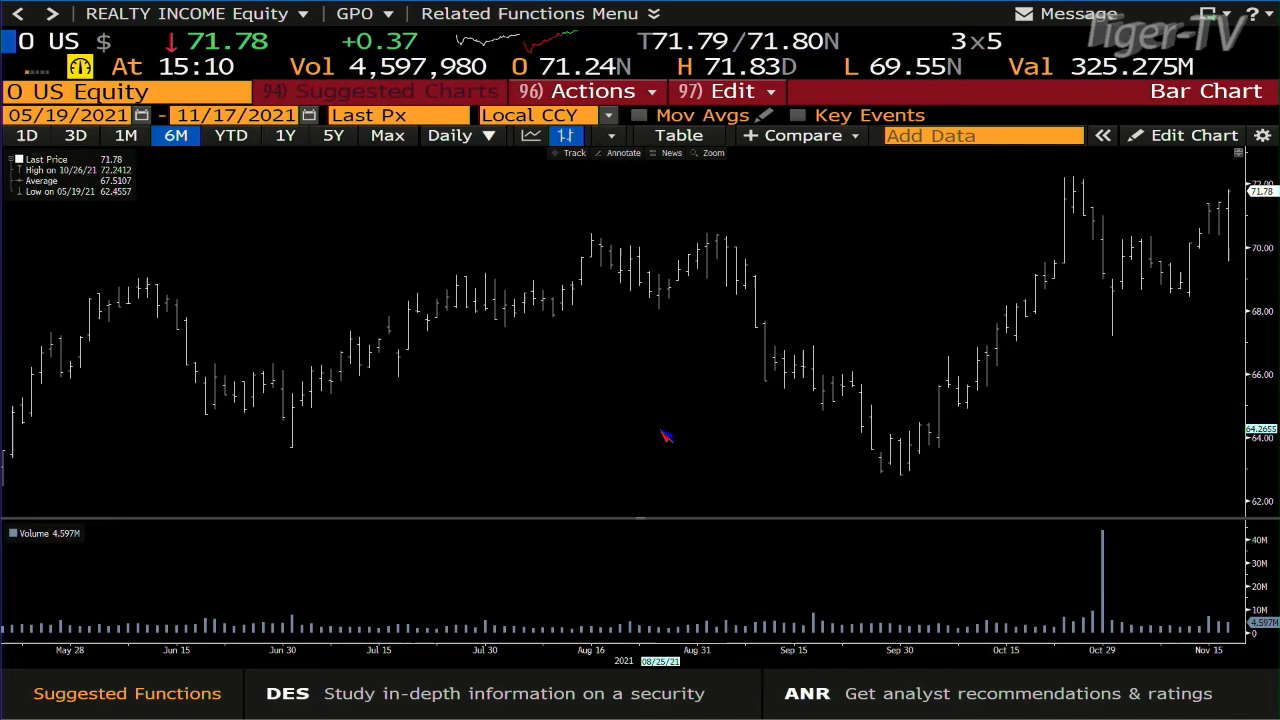 < > REALTY INCOME Equity ▾ GPO ▾ Related Functions Menu Message ? ▾
Tiger-TV
O US $ ↓ 71.78 +0.37 T71.79 /71.80N 3×5
At 15:10 Vol 4,597,980 O 71.24N H 71.83D L 69.55N Val 325.275M
O US Equity 94) Suggested Charts 96) Actions ▾ 97) Edit ▾ Bar Chart
05/19/2021 - 11/17/2021 Last Px Local CCY ▾ Mov Avgs Key Events
1D 3D 1M 6M YTD 1Y 5Y Max Daily ▼ Table + Compare ▾ Add Data « Edit Chart
Track Annotate News Zoom
Last Price 71.78
High on 10/26/21 72.2412
Average 67.5107
Low on 05/19/21 62.4557
72.00
71.78
70.00
68.00
66.00
64.2655
64.00
62.00
Volume 4.597M
40M
30M
20M
10M
4.597M
0
May 28 Jun 15 Jun 30 Jul 15 Jul 30 Aug 16 Aug 31 Sep 15 Sep 30 Oct 15 Oct 29 Nov 15
2021 08/25/21
Suggested Functions DES Study in-depth information on a security ANR Get analyst recommendations & ratings